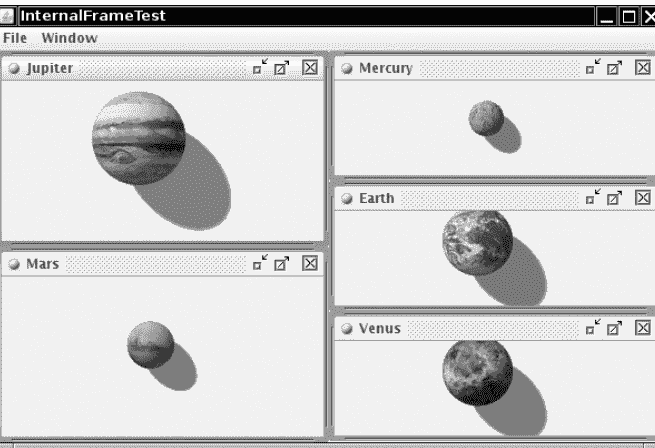 InternalFrameTest
File Window
Jupiter
Mercury
Earth
Mars
Venus